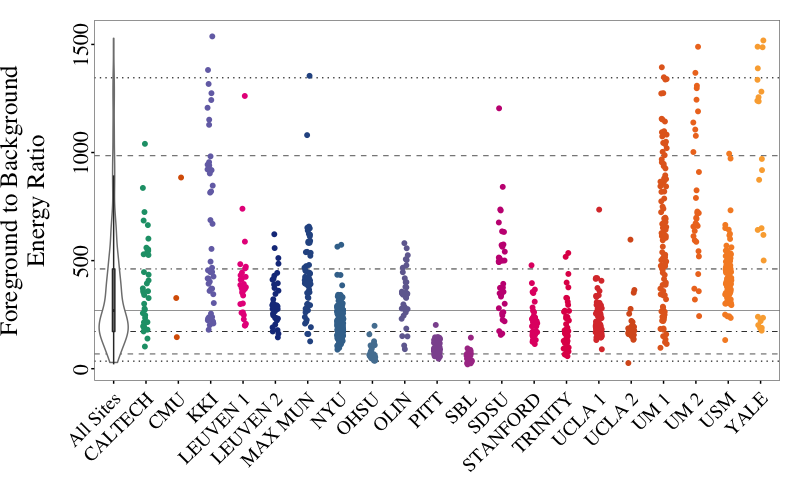 Foreground to Background
Energy Ratio
1500
1000
500
0
All Sites
CALTECH
CMU
KKI
LEUVEN 1
LEUVEN 2
MAX MUN
NYU
OHSU
OLIN
PITT
SBL
SDSU
STANFORD
TRINITY
UCLA 1
UCLA 2
UM 1
UM 2
USM
YALE